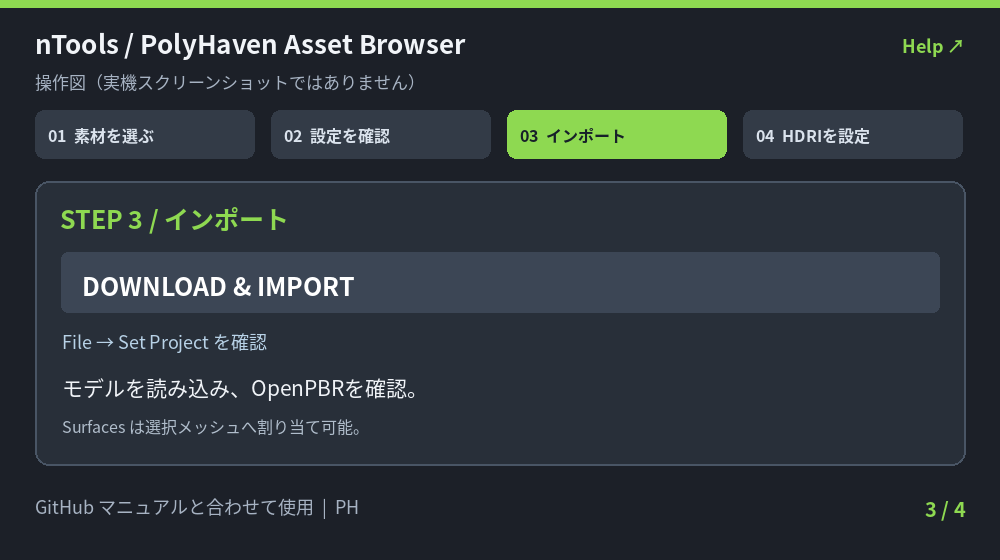 nTools / PolyHaven Asset Browser
Help ↗
操作図（実機スクリーンショットではありません）
01 素材を選ぶ
02 設定を確認
03 インポート
04 HDRIを設定
STEP 3 / インポート
DOWNLOAD & IMPORT
File → Set Project を確認
モデルを読み込み、OpenPBRを確認。
Surfaces は選択メッシュへ割り当て可能。
GitHub マニュアルと合わせて使用 | PH
3 / 4